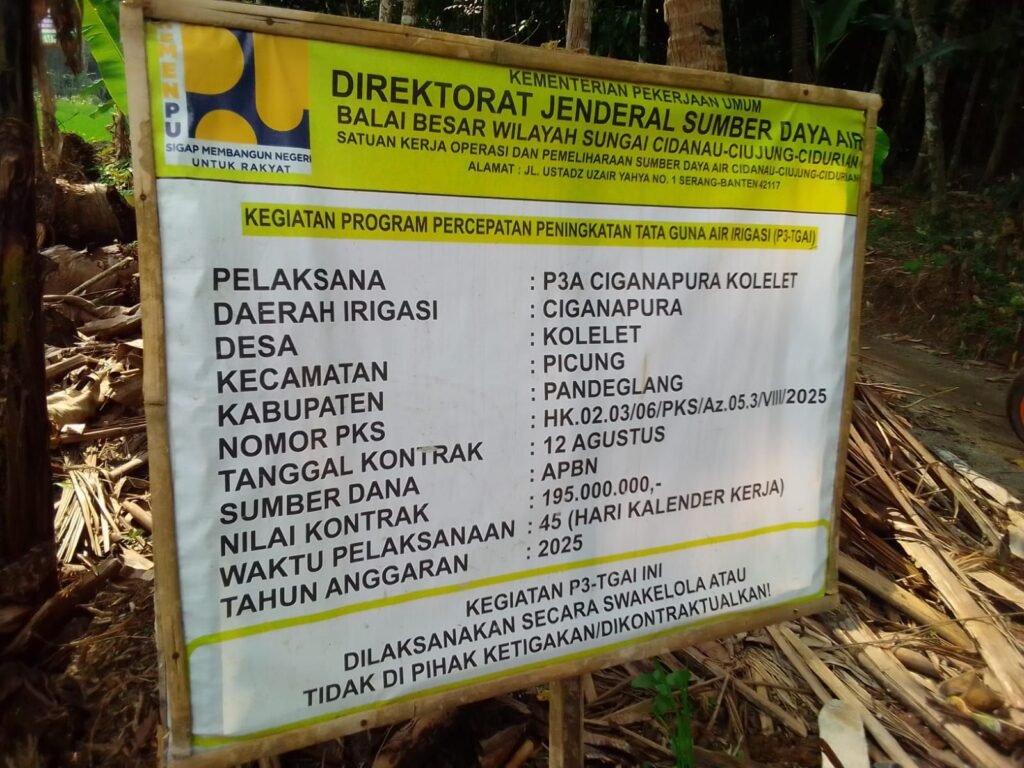 KEMENPU
SIGAP MEMBANGUN NEGERI
UNTUK RAKYAT
KEMENTERIAN PEKERJAAN UMUM
DIREKTORAT JENDERAL SUMBER DAYA AIR
BALAI BESAR WILAYAH SUNGAI CIDANAU-CIUJUNG-CIDURIAN
SATUAN KERJA OPERASI DAN PEMELIHARAAN SUMBER DAYA AIR CIDANAU-CIUJUNG-CIDURIAN
ALAMAT : JL. USTADZ UZAIR YAHYA NO. 1 SERANG-BANTEN 42117
KEGIATAN PROGRAM PERCEPATAN PENINGKATAN TATA GUNA AIR IRIGASI (P3-TGAI)
PELAKSANA : P3A CIGANAPURA KOLELET
DAERAH IRIGASI : CIGANAPURA
DESA : KOLELET
KECAMATAN : PICUNG
KABUPATEN : PANDEGLANG
NOMOR PKS : HK.02.03/06/PKS/Az.05.3/VIII/2025
TANGGAL KONTRAK : 12 AGUSTUS
SUMBER DANA : APBN
NILAI KONTRAK : 195.000.000,-
WAKTU PELAKSANAAN : 45 (HARI KALENDER KERJA)
TAHUN ANGGARAN : 2025
KEGIATAN P3-TGAI INI
DILAKSANAKAN SECARA SWAKELOLA ATAU
TIDAK DI PIHAK KETIGAKAN/DIKONTRAKTUALKAN!